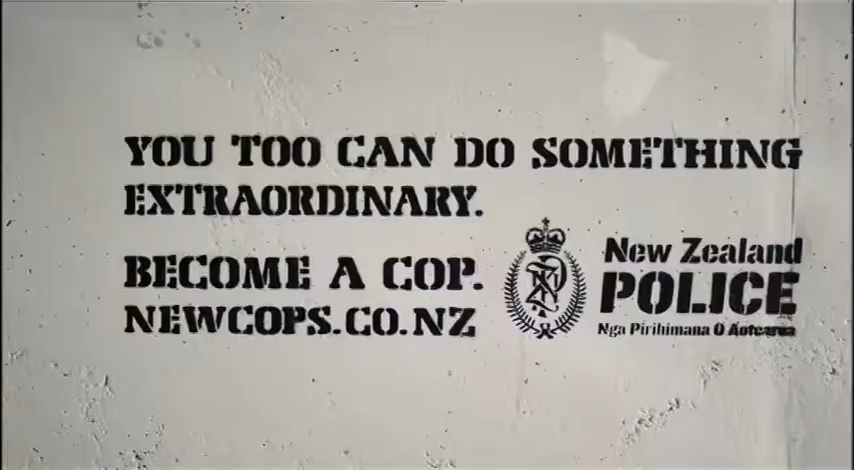 YOU TOO CAN DO SOMETHING
EXTRAORDINARY.
BECOME A COP.
NEWCOPS.CO.NZ
New Zealand
POLICE
Nga Pirihimana O Aotearoa